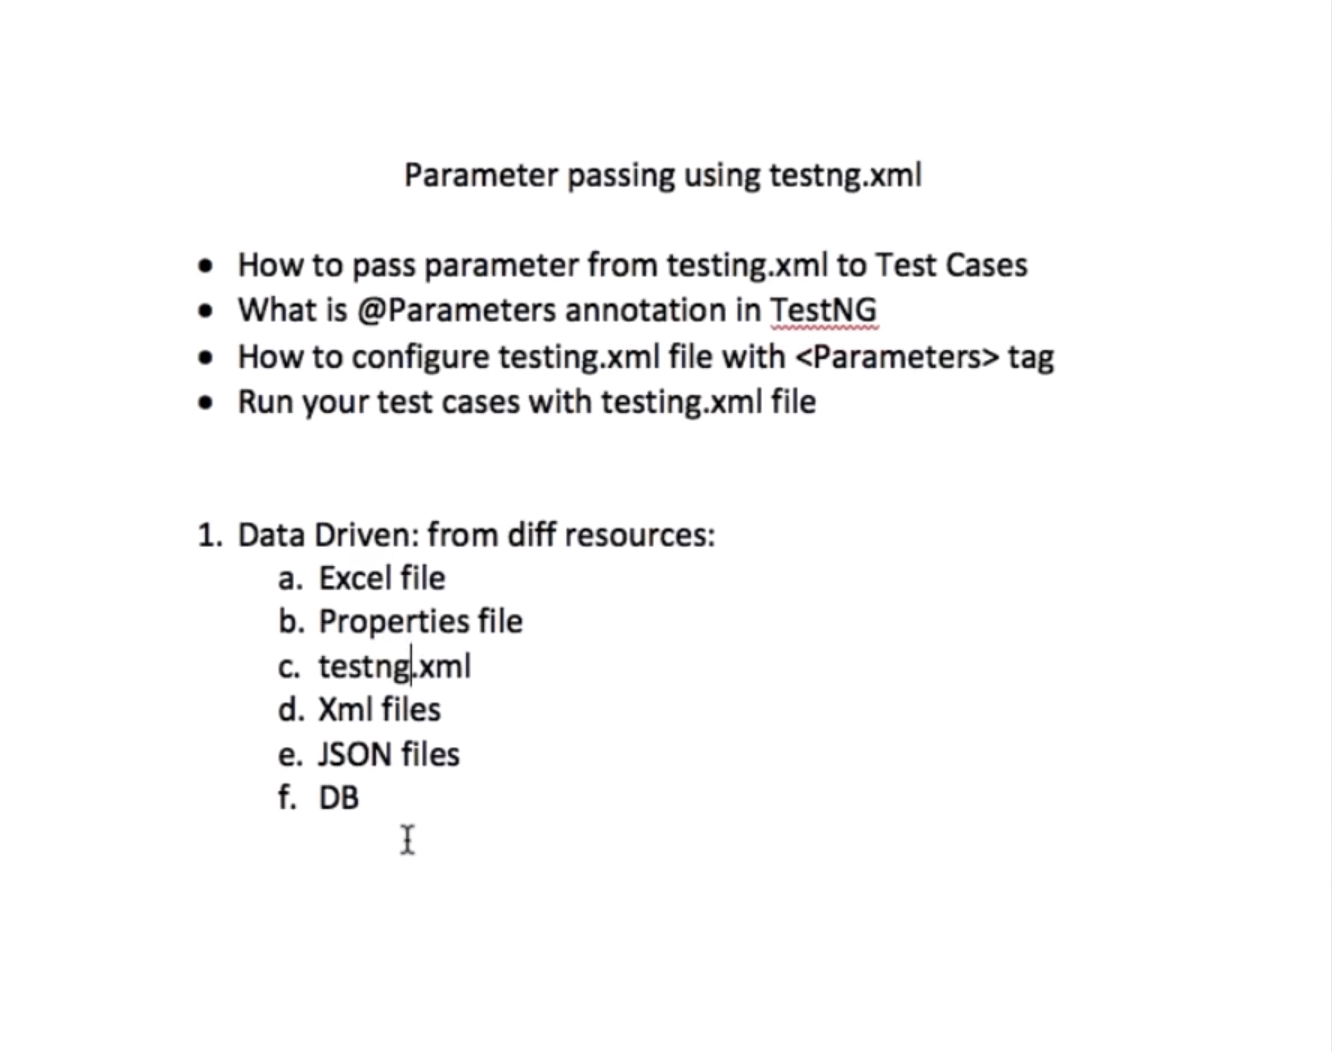 Parameter passing using testng.xml
• How to pass parameter from testing.xml to Test Cases
• What is @Parameters annotation in TestNG
• How to configure testing.xml file with <Parameters> tag
• Run your test cases with testing.xml file
1. Data Driven: from diff resources:
a. Excel file
b. Properties file
c. testng.xml
d. Xml files
e. JSON files
f. DB